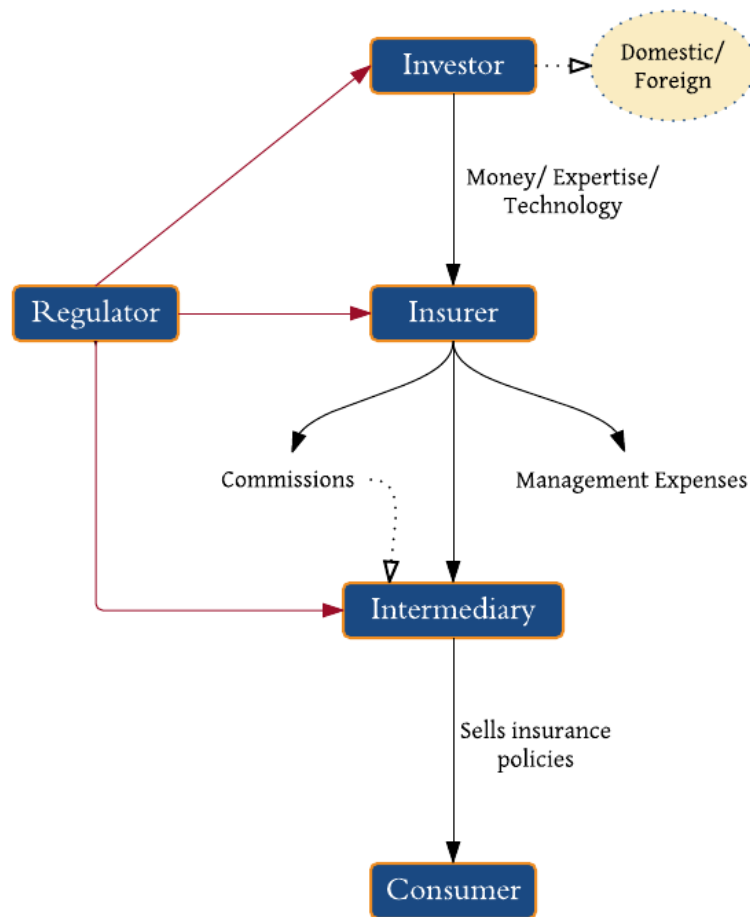 Investor
Domestic/
Foreign
Money/ Expertise/
Technology
Regulator
Insurer
Commissions
Management Expenses
Intermediary
Sells insurance
policies
Consumer